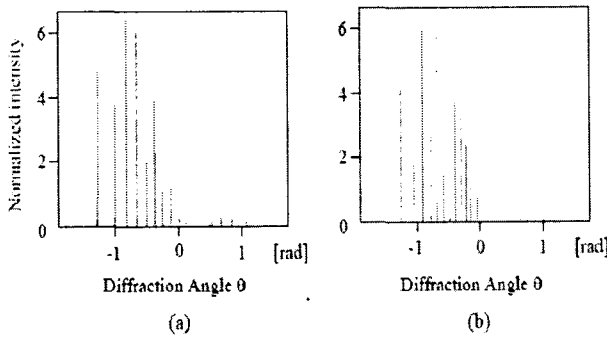 Normalized intensity
6
4
2
0
-1
0
1
[rad]
Diffraction Angle θ
(a)
6
4
2
0
-1
0
1
[rad]
Diffraction Angle θ
(b)